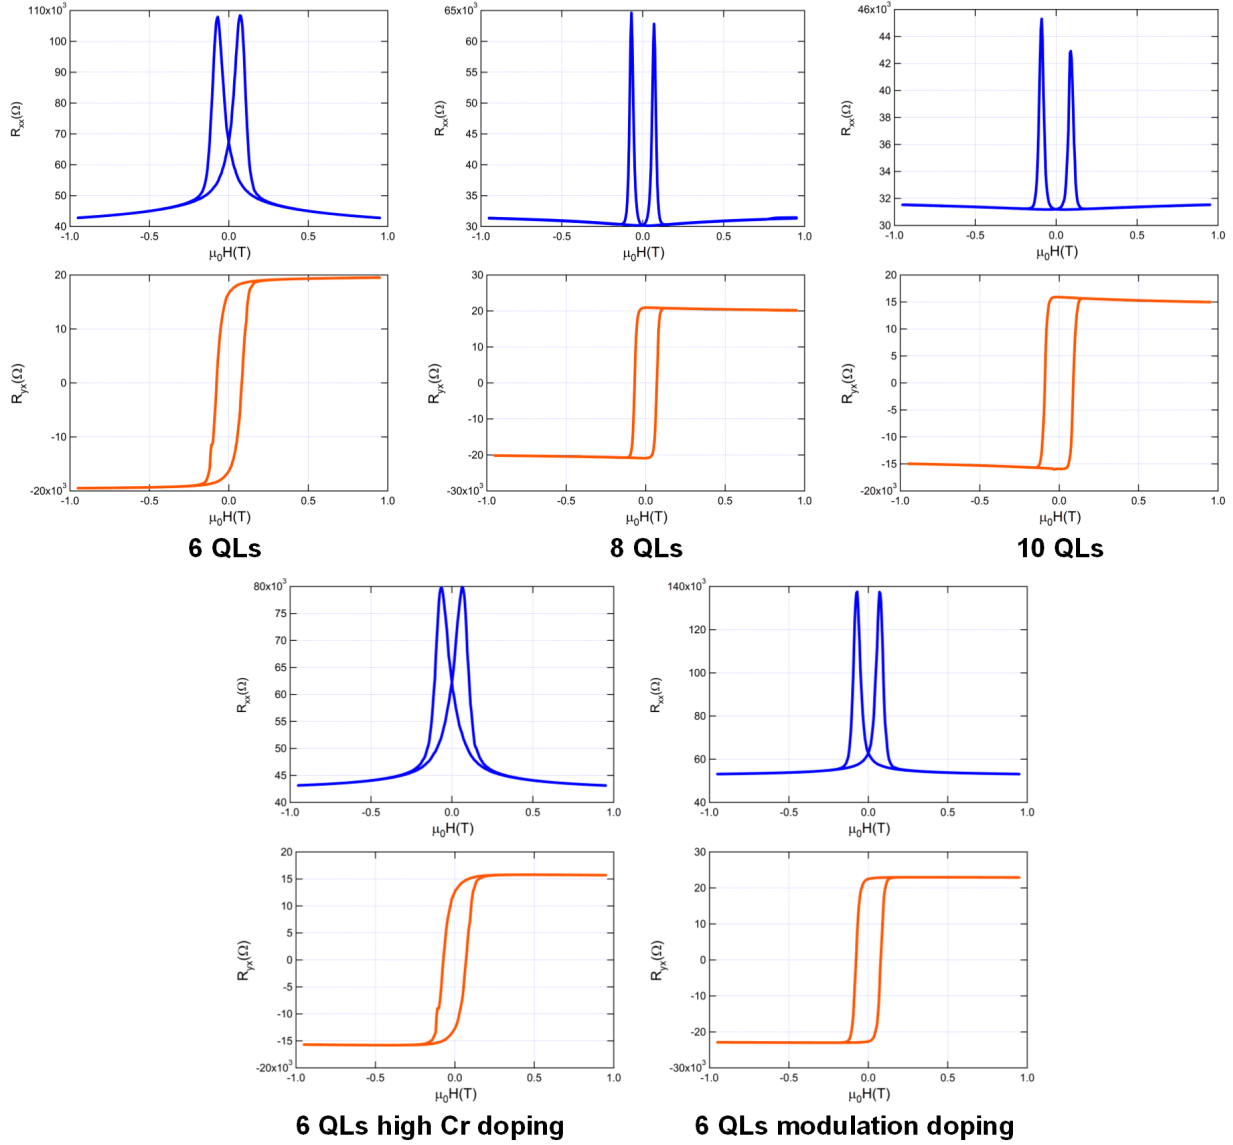 110x10³
100
90
80
70
60
50
40
Rxx(Ω)
-1.0 -0.5 0.0 0.5 1.0
μ₀H(T)
65x10³
60
55
50
45
40
35
30
Rxx(Ω)
-1.0 -0.5 0.0 0.5 1.0
μ₀H(T)
46x10³
44
42
40
38
36
34
32
30
Rxx(Ω)
-1.0 -0.5 0.0 0.5 1.0
μ₀H(T)
20
10
0
-10
-20x10³
Ryx(Ω)
-1.0 -0.5 0.0 0.5 1.0
μ₀H(T)
6 QLs
30
20
10
0
-10
-20
-30x10³
Ryx(Ω)
-1.0 -0.5 0.0 0.5 1.0
μ₀H(T)
8 QLs
20
15
10
5
0
-5
-10
-15
-20x10³
Ryx(Ω)
-1.0 -0.5 0.0 0.5 1.0
μ₀H(T)
10 QLs
80x10³
75
70
65
60
55
50
45
40
Rxx(Ω)
-1.0 -0.5 0.0 0.5 1.0
μ₀H(T)
140x10³
120
100
80
60
40
Rxx(Ω)
-1.0 -0.5 0.0 0.5 1.0
μ₀H(T)
20
15
10
5
0
-5
-10
-15
-20x10³
Ryx(Ω)
-1.0 -0.5 0.0 0.5 1.0
μ₀H(T)
6 QLs high Cr doping
30
20
10
0
-10
-20
-30x10³
Ryx(Ω)
-1.0 -0.5 0.0 0.5 1.0
μ₀H(T)
6 QLs modulation doping